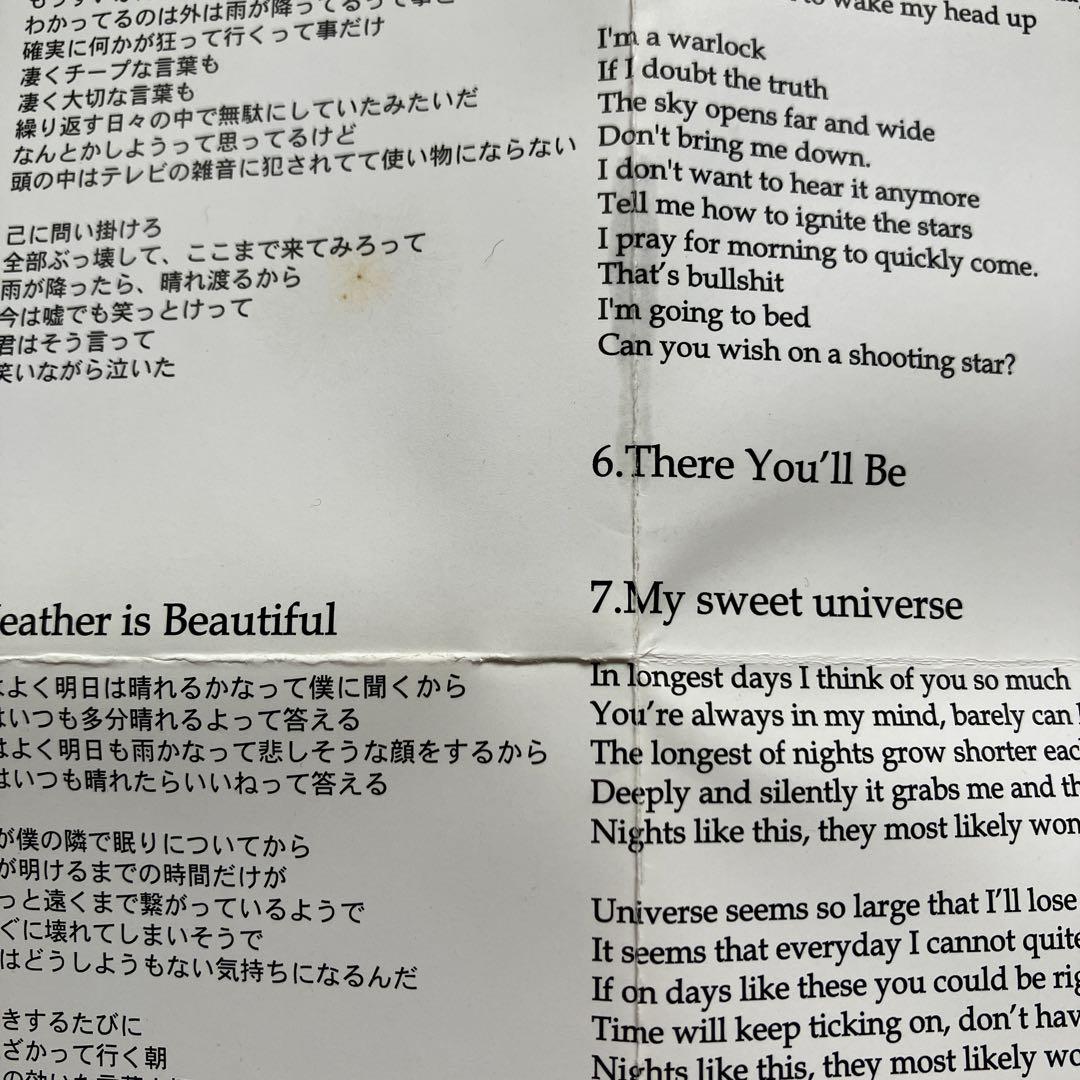 わかってるのは外は雨が降ってるって事と
確実に何かが狂って行くって事だけ
凄くチープな言葉も
凄く大切な言葉も
繰り返す日々の中で無駄にしていたみたいだ
なんとかしようって思ってるけど
頭の中はテレビの雑音に犯されてて使い物にならない
己に問い掛けろ
全部ぶっ壊して、ここまで来てみろって
雨が降ったら、晴れ渡るから
今は嘘でも笑っとけって
君はそう言って
笑いながら泣いた
eather is Beautiful
はよく明日は晴れるかなって僕に聞くから
はいつも多分晴れるよって答える
はよく明日も雨かなって悲しそうな顔をするから
はいつも晴れたらいいねって答える
が僕の隣で眠りについてから
が明けるまでの時間だけが
っと遠くまで繋がっているようで
ぐに壊れてしまいそうで
はどうしようもない気持ちになるんだ
きするたびに
ざかって行く朝
wake my head up
I'm a warlock
If I doubt the truth
The sky opens far and wide
Don't bring me down.
I don't want to hear it anymore
Tell me how to ignite the stars
I pray for morning to quickly come.
That's bullshit
I'm going to bed
Can you wish on a shooting star?
6.There You'll Be
7.My sweet universe
In longest days I think of you so much
You're always in my mind, barely can
The longest of nights grow shorter
Deeply and silently it grabs me and
Nights like this, they most likely
Universe seems so large that I'll lose
It seems that everyday I cannot quite
If on days like these you could be
Time will keep ticking on, don't
Nights like this, they most likely